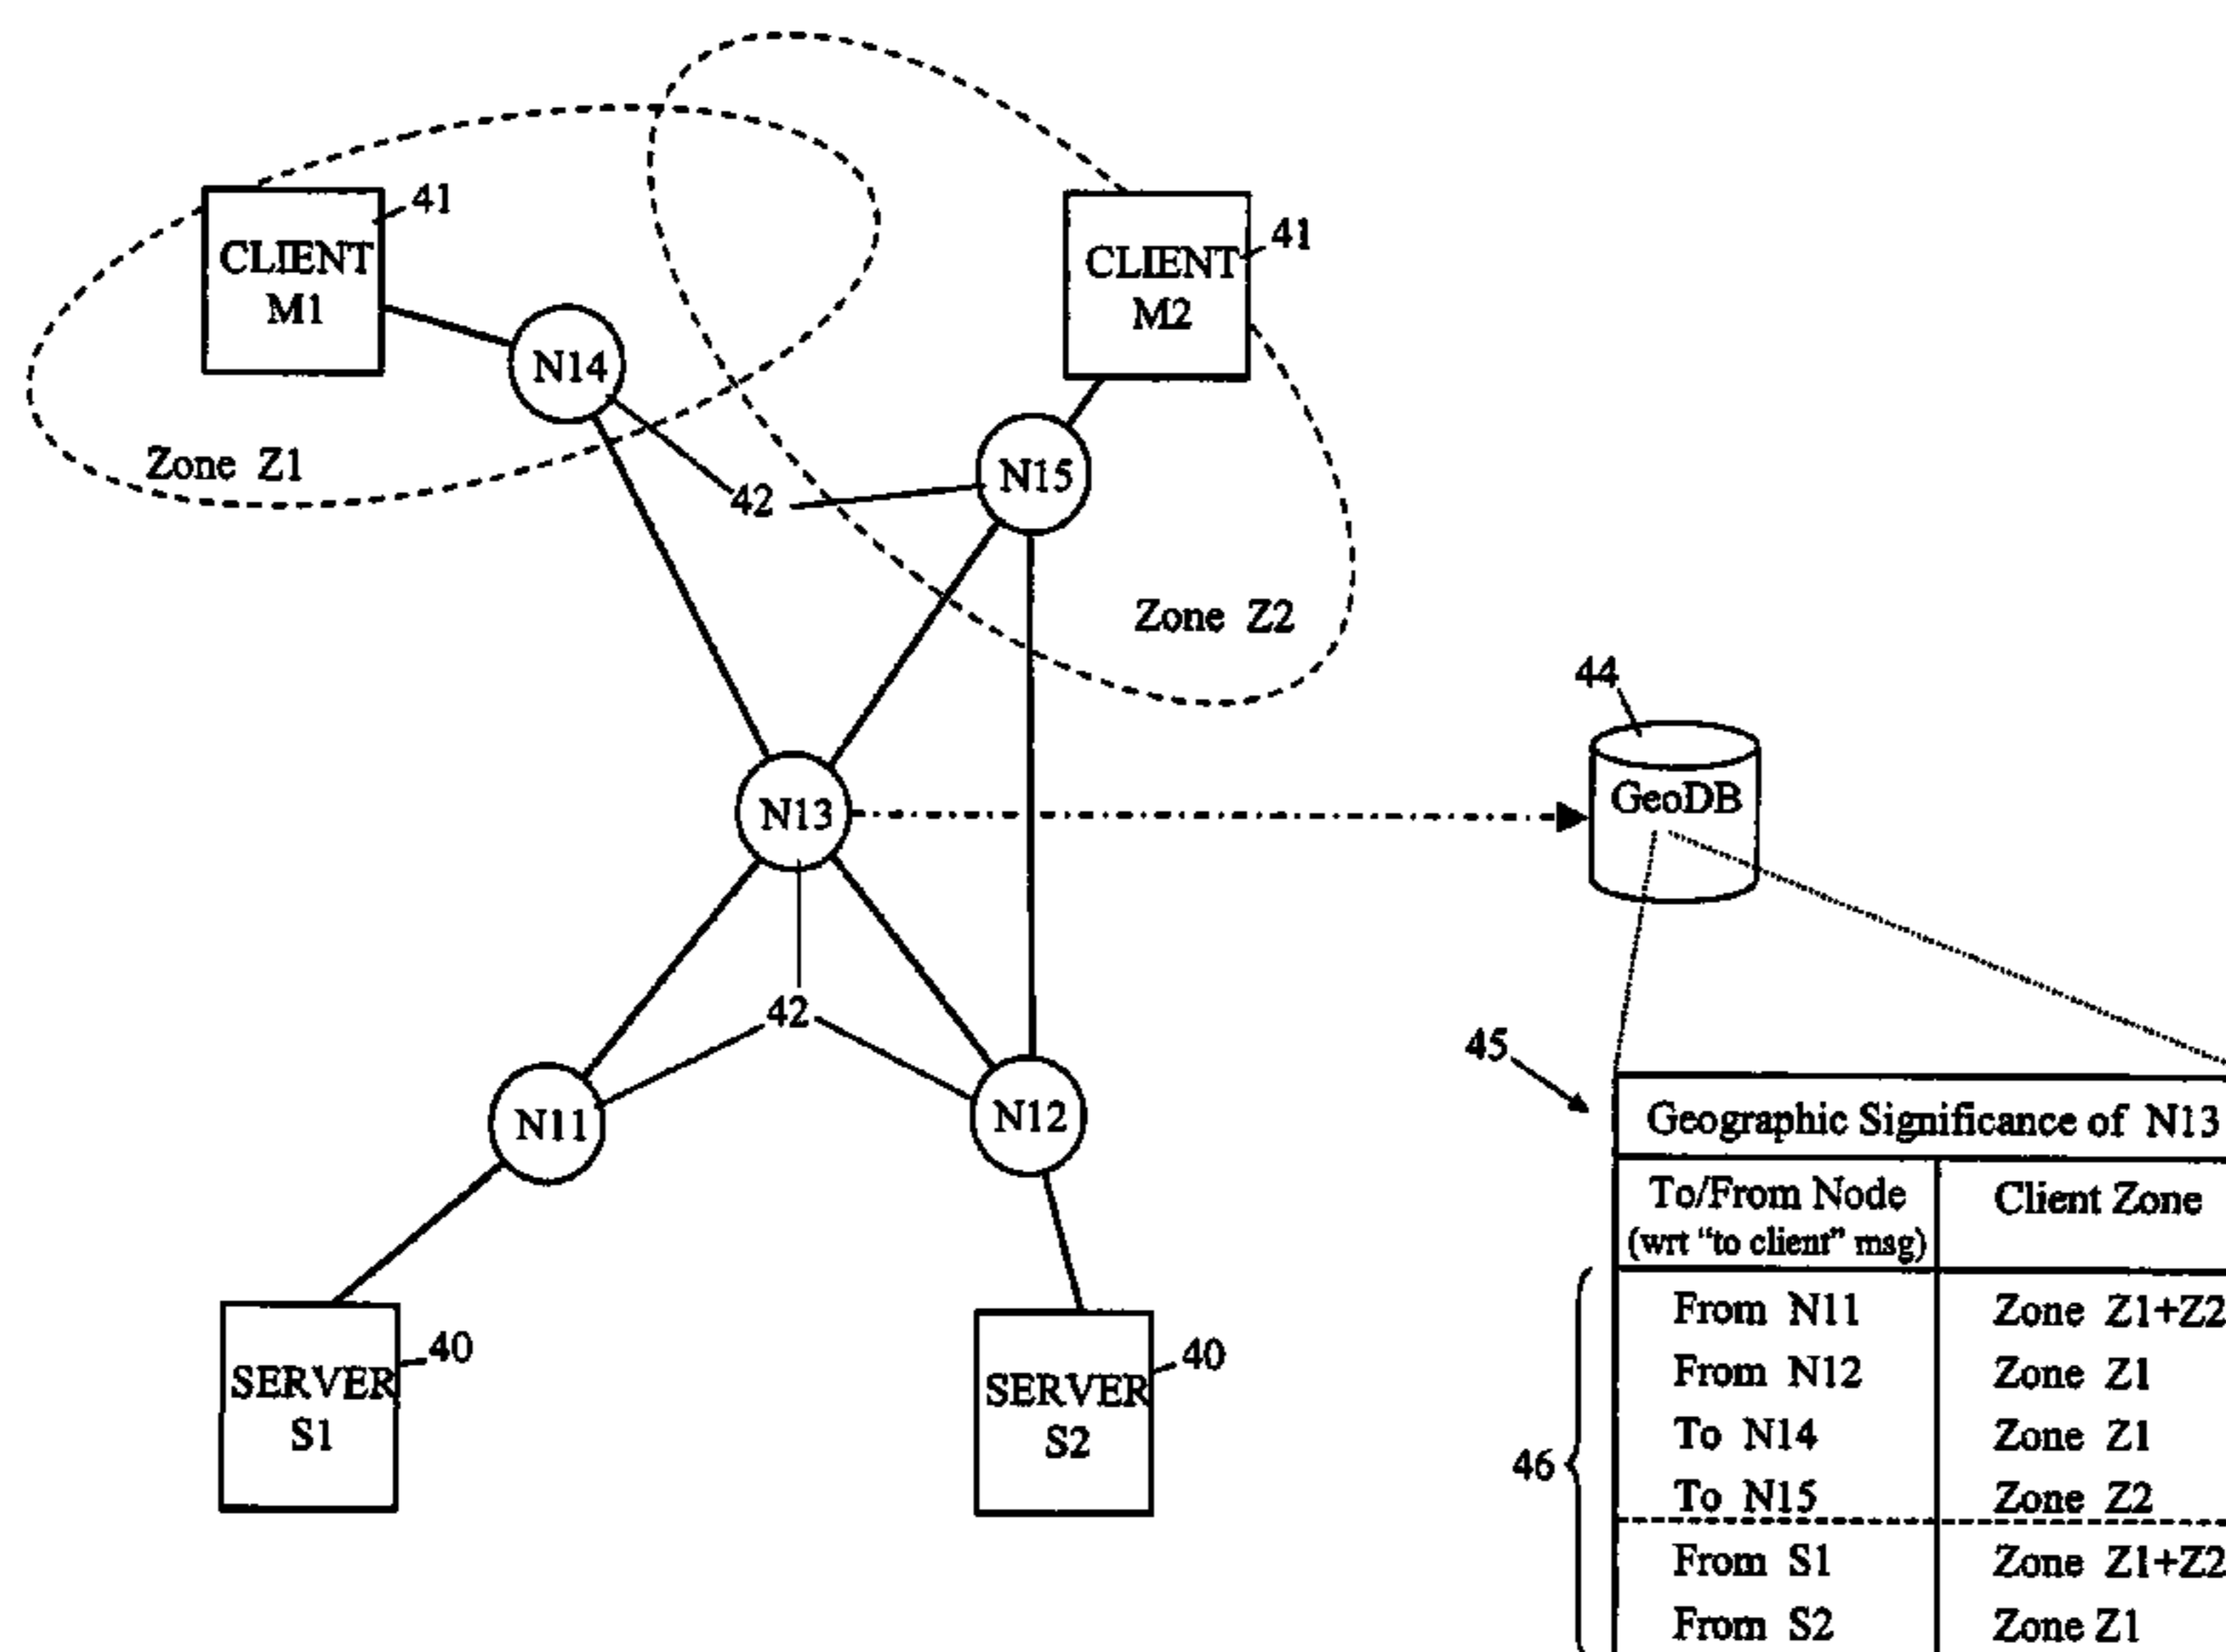 41
CLIENT
M1
41
CLIENT
M2
N14
Zone Z1
N15
42
Zone Z2
44
GeoDB
N13
42
45
N11
N12
Geographic Significance of N13
To/From Node
(wrt "to client" msg)
Client Zone
46
From N11 Zone Z1+Z2
From N12 Zone Z1
To N14 Zone Z1
To N15 Zone Z2
From S1 Zone Z1+Z2
From S2 Zone Z1
40
SERVER
S1
40
SERVER
S2